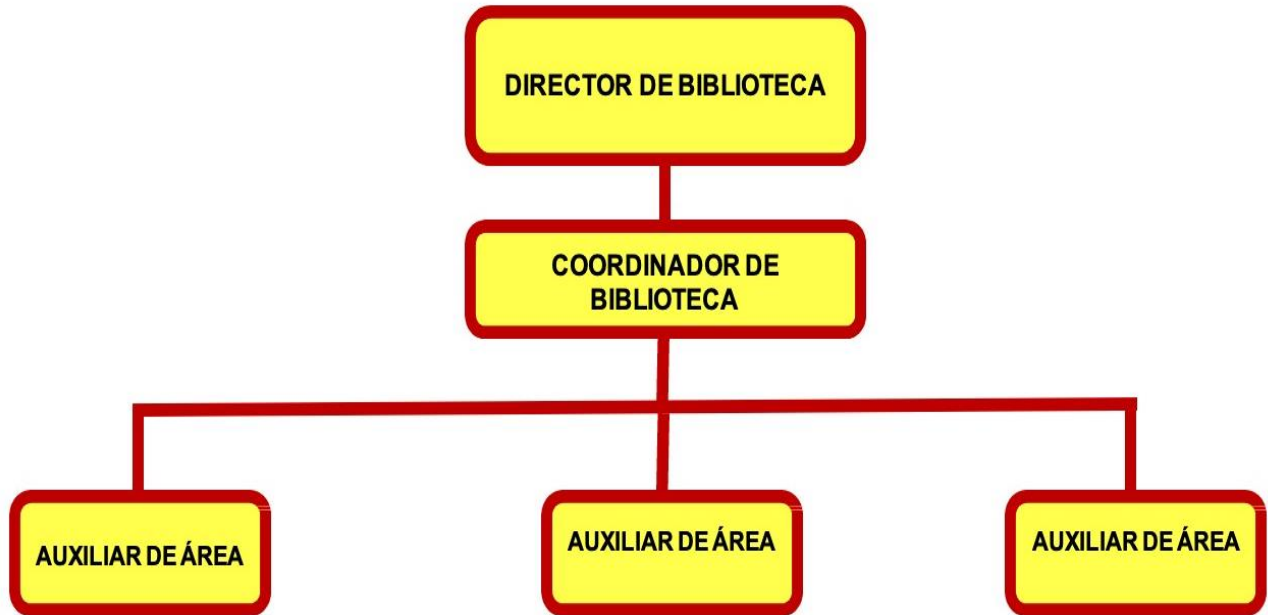 DIRECTOR DE BIBLIOTECA
COORDINADOR DE
BIBLIOTECA
AUXILIAR DE ÁREA
AUXILIAR DE ÁREA
AUXILIAR DE ÁREA